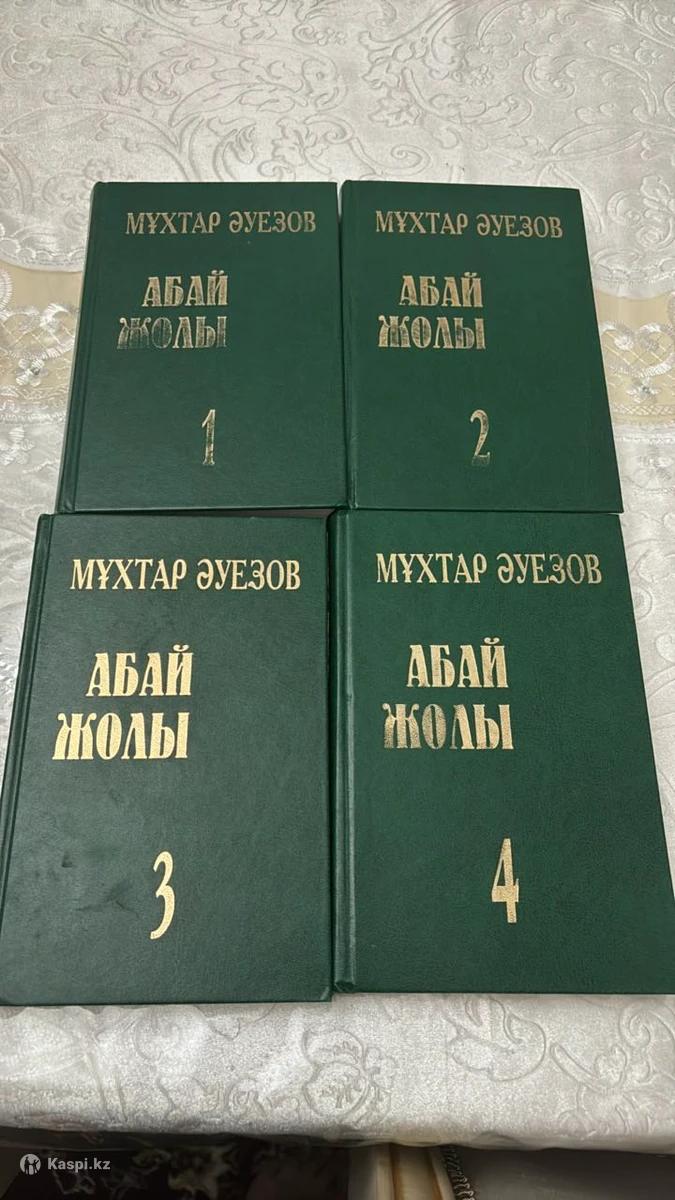 МҰХТАР ӘУЕЗОВ
АБАЙ
ЖОЛЫ
1
МҰХТАР ӘУЕЗОВ
АБАЙ
ЖОЛЫ
2
МҰХТАР ӘУЕЗОВ
АБАЙ
ЖОЛЫ
3
МҰХТАР ӘУЕЗОВ
АБАЙ
ЖОЛЫ
4
Kaspi.kz